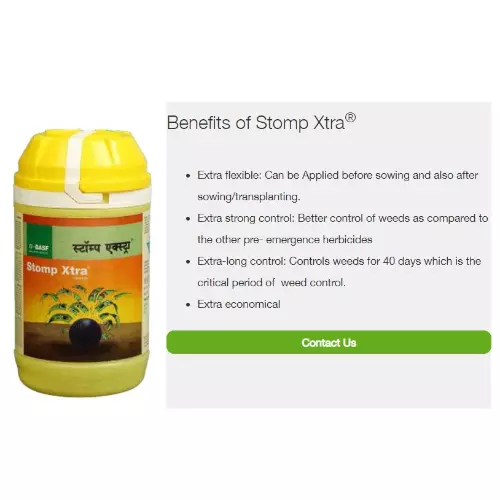 Benefits of Stomp Xtra®
• Extra flexible: Can be Applied before sowing and also after
sowing/transplanting.
• Extra strong control: Better control of weeds as compared to
the other pre- emergence herbicides
• Extra-long control: Controls weeds for 40 days which is the
critical period of weed control.
• Extra economical
Contact Us
BASF
स्टॉम्प एक्स्ट्रा
Stomp Xtra